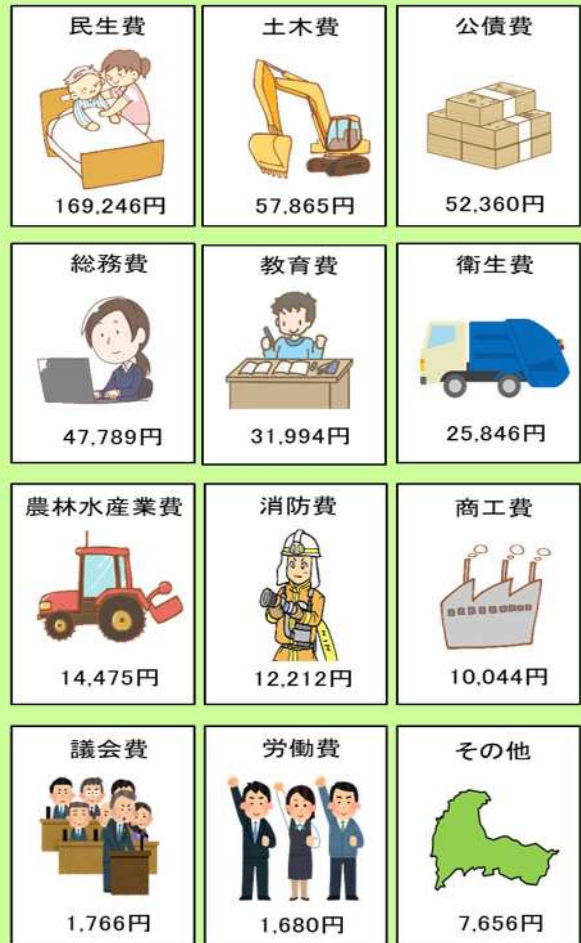 民生費
169,246円
土木費
57,865円
公債費
52,360円
総務費
47,789円
教育費
31,994円
衛生費
25,846円
農林水産業費
14,475円
消防費
12,212円
商工費
10,044円
議会費
1,766円
労働費
1,680円
その他
7,656円